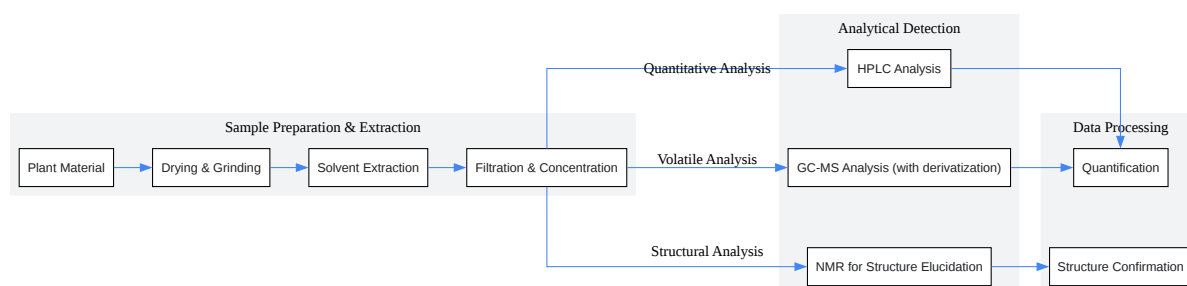 Analytical Detection
Quantitative Analysis
HPLC Analysis
Sample Preparation & Extraction
Data Processing
Plant Material
Drying & Grinding
Solvent Extraction
Filtration & Concentration
Volatile Analysis
GC-MS Analysis (with derivatization)
Quantification
Structural Analysis
NMR for Structure Elucidation
Structure Confirmation